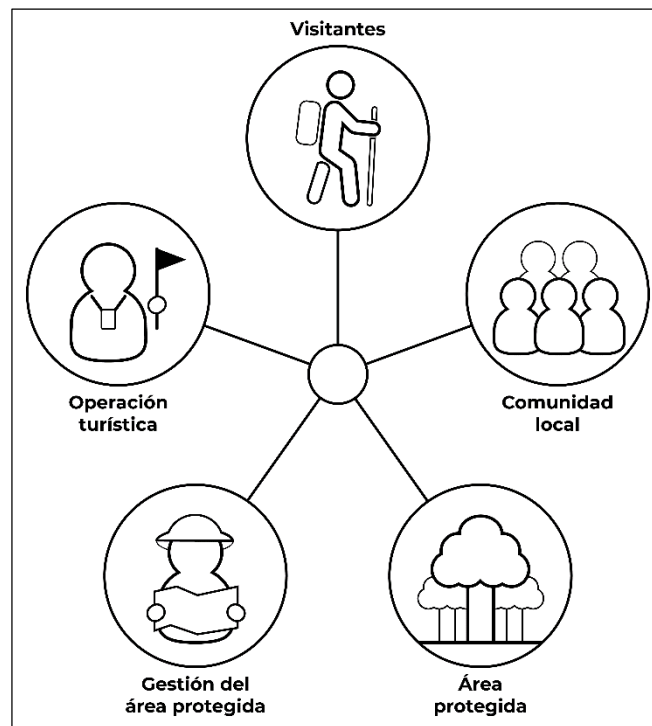 Visitantes
Operación
turística
Comunidad
local
Gestión del
área protegida
Área
protegida